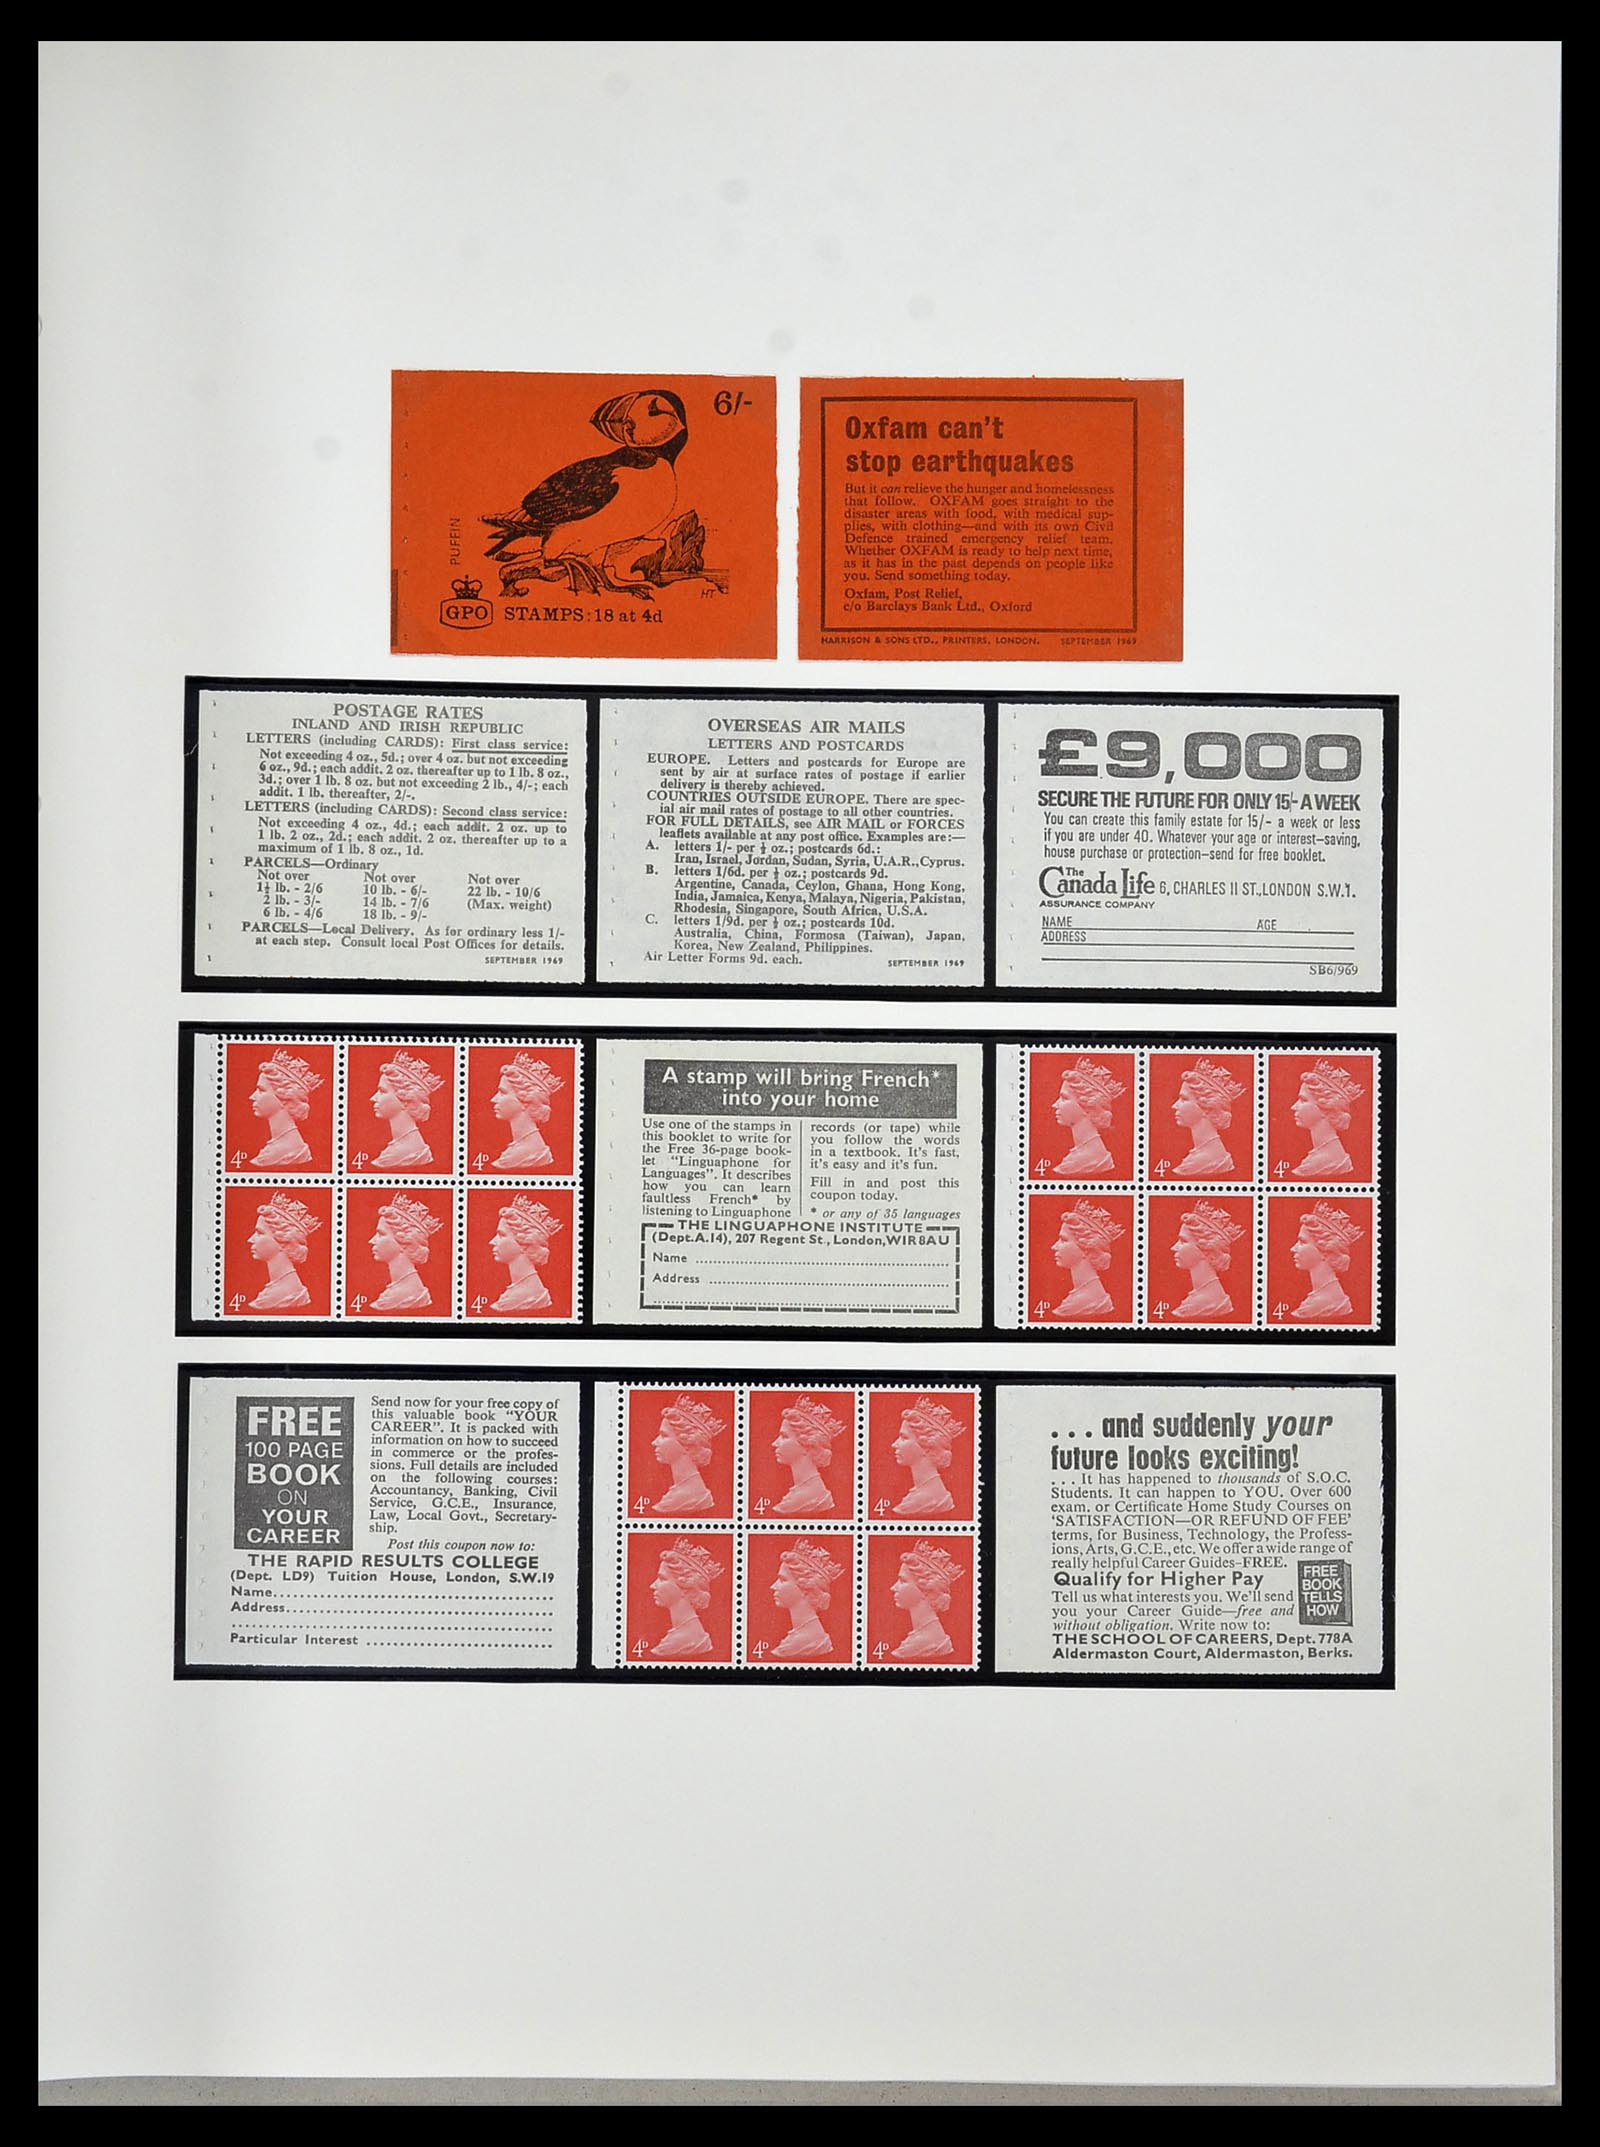 6/-
PUFFIN
HT
GPO STAMPS: 18 at 4d
Oxfam can't
stop earthquakes
But it can relieve the hunger and homelessness
that follow. OXFAM goes straight to the
disaster areas with food, with medical sup-
plies, with clothing—and with its own Civil
Defence trained emergency relief team.
Whether OXFAM is ready to help next time,
as it has in the past depends on people like
you. Send something today.
Oxfam, Post Relief,
c/o Barclays Bank Ltd., Oxford
HARRISON & SONS LTD., PRINTERS, LONDON. SEPTEMBER 1969
POSTAGE RATES
INLAND AND IRISH REPUBLIC
LETTERS (including CARDS): First class service:
Not exceeding 4 oz., 5d.; over 4 oz. but not exceeding
6 oz., 9d.; each addit. 2 oz. thereafter up to 1 lb. 8 oz.,
3d.; over 1 lb. 8 oz. but not exceeding 2 lb., 4/-; each
addit. 1 lb. thereafter, 2/-.
LETTERS (including CARDS): Second class service:
Not exceeding 4 oz., 4d.; each addit. 2 oz. up to
1 lb. 2 oz., 2d.; each addit. 2 oz. thereafter up to a
maximum of 1 lb. 8 oz., 1d.
PARCELS—Ordinary
Not over Not over Not over
1½ lb. - 2/6 10 lb. - 6/- 22 lb. - 10/6
2 lb. - 3/- 14 lb. - 7/6 (Max. weight)
6 lb. - 4/6 18 lb. - 9/-
PARCELS—Local Delivery. As for ordinary less 1/-
at each step. Consult local Post Offices for details.
SEPTEMBER 1969
OVERSEAS AIR MAILS
LETTERS AND POSTCARDS
EUROPE. Letters and postcards for Europe are
sent by air at surface rates of postage if earlier
delivery is thereby achieved.
COUNTRIES OUTSIDE EUROPE. There are spec-
ial air mail rates of postage to all other countries.
FOR FULL DETAILS, see AIR MAIL or FORCES
leaflets available at any post office. Examples are:—
A. letters 1/- per ½ oz.; postcards 6d.:
Iran, Israel, Jordan, Sudan, Syria, U.A.R., Cyprus.
B. letters 1/6d. per ½ oz.; postcards 9d.
Argentine, Canada, Ceylon, Ghana, Hong Kong,
India, Jamaica, Kenya, Malaya, Nigeria, Pakistan,
Rhodesia, Singapore, South Africa, U.S.A.
C. letters 1/9d. per ½ oz.; postcards 10d.
Australia, China, Formosa (Taiwan), Japan,
Korea, New Zealand, Philippines.
Air Letter Forms 9d. each. SEPTEMBER 1969
£9,000
SECURE THE FUTURE FOR ONLY 15/- A WEEK
You can create this family estate for 15/- a week or less
if you are under 40. Whatever your age or interest-saving,
house purchase or protection-send for free booklet.
The Canada Life 6, CHARLES II ST., LONDON S.W.1.
ASSURANCE COMPANY
NAME AGE
ADDRESS
SB6/969
4D 4D 4D
4D 4D 4D
A stamp will bring French*
into your home
Use one of the stamps in
this booklet to write for
the Free 36-page book-
let "Linguaphone for
Languages". It describes
how you can learn
faultless French* by
listening to Linguaphone
records (or tape) while
you follow the words
in a textbook. It's fast,
it's easy and it's fun.
Fill in and post this
coupon today.
* or any of 35 languages
THE LINGUAPHONE INSTITUTE
(Dept.A.14), 207 Regent St., London, W1R 8AU
Name
Address
4D 4D 4D
4D 4D 4D
FREE
100 PAGE
BOOK
ON
YOUR
CAREER
Send now for your free copy of
this valuable book "YOUR
CAREER". It is packed with
information on how to succeed
in commerce or the profes-
sions. Full details are included
on the following courses:
Accountancy, Banking, Civil
Service, G.C.E., Insurance,
Law, Local Govt., Secretary-
ship.
Post this coupon now to:
THE RAPID RESULTS COLLEGE
(Dept. LD9) Tuition House, London, S.W.19
Name
Address
Particular Interest
4D 4D 4D
4D 4D 4D
. . . and suddenly your
future looks exciting!
. . . It has happened to thousands of S.O.C.
Students. It can happen to YOU. Over 600
exam. or Certificate Home Study Courses on
'SATISFACTION—OR REFUND OF FEE'
terms, for Business, Technology, the Profess-
ions, Arts, G.C.E., etc. We offer a wide range of
really helpful Career Guides–FREE.
Qualify for Higher Pay
Tell us what interests you. We'll send
you your Career Guide—free and
without obligation. Write now to:
FREE
BOOK
TELLS
HOW
THE SCHOOL OF CAREERS, Dept. 778A
Aldermaston Court, Aldermaston, Berks.